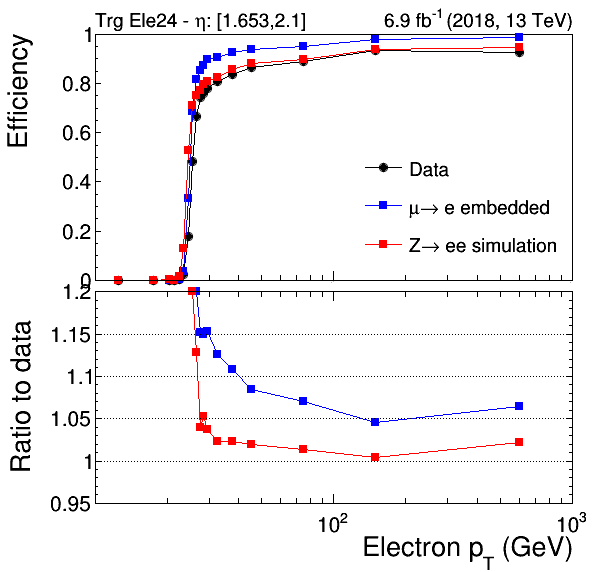 Trg Ele24 - η: [1.653,2.1]
6.9 fb⁻¹ (2018, 13 TeV)
Efficiency
1
0.8
0.6
0.4
0.2
0
Data
μ→ e embedded
Z→ ee simulation
Ratio to data
1.2
1.15
1.1
1.05
1
0.95
10²
10³
Electron p_T (GeV)